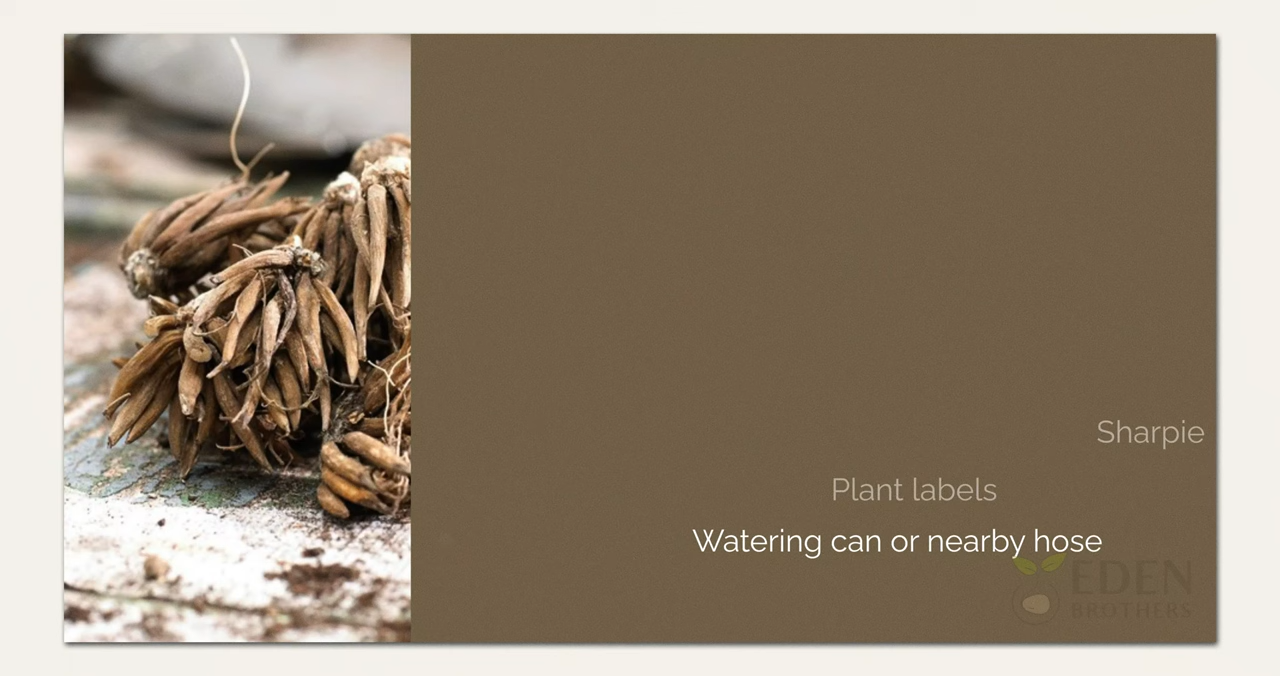 Sharpie
Plant labels
Watering can or nearby hose
EDEN
BROTHERS